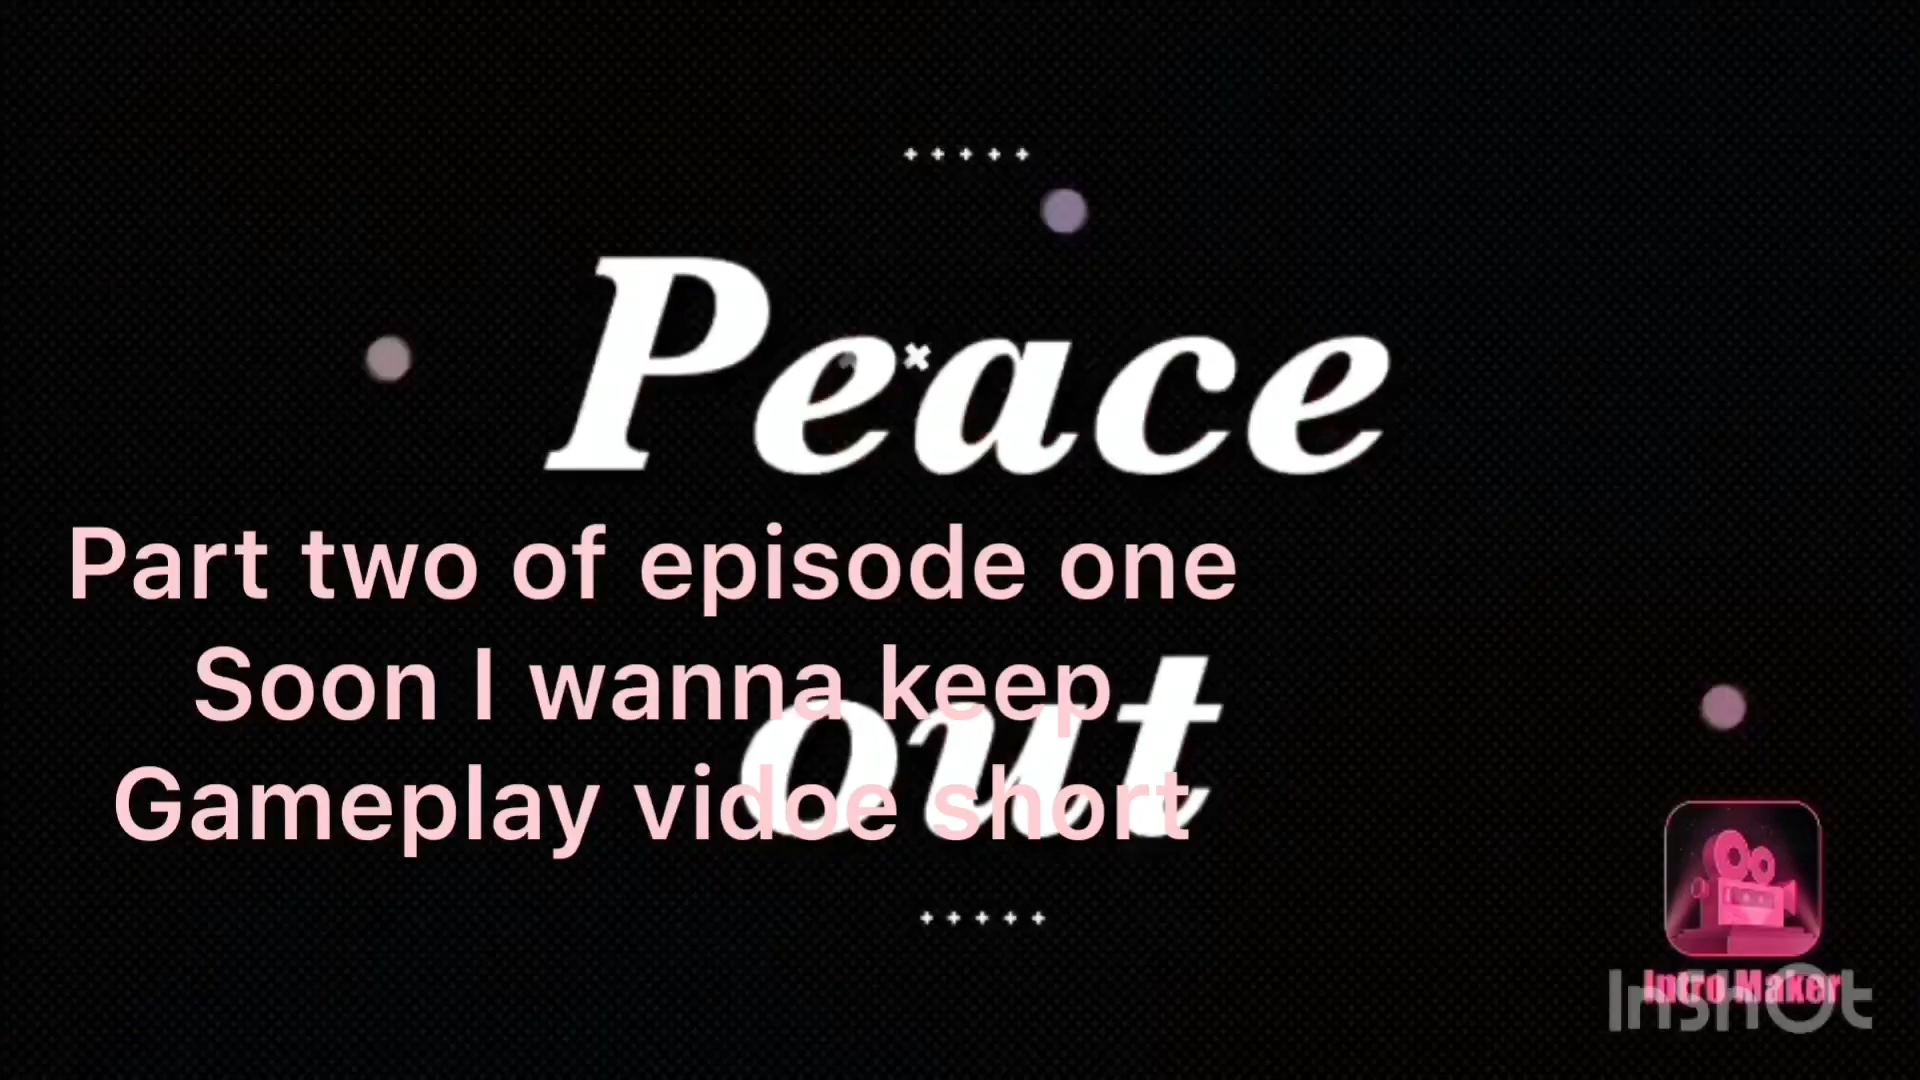 Peace
Part two of episode one
Soon I wanna keep
out
Gameplay vidoe short
Intro Maker
InShOt